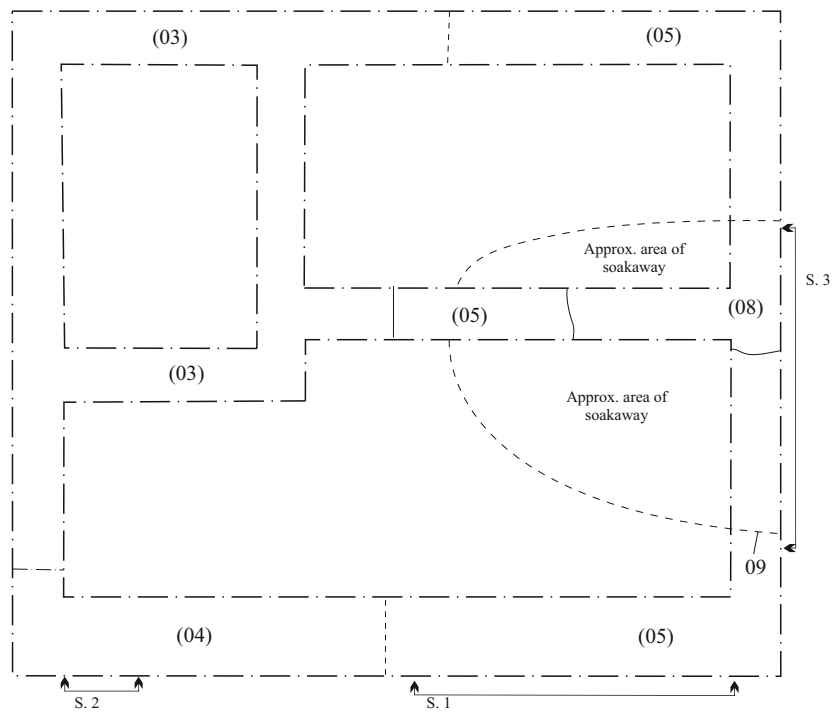 (03)
(05)
Approx. area of
soakaway
S. 3
(08)
(05)
(03)
Approx. area of
soakaway
09
(04)
(05)
S. 2
S. 1